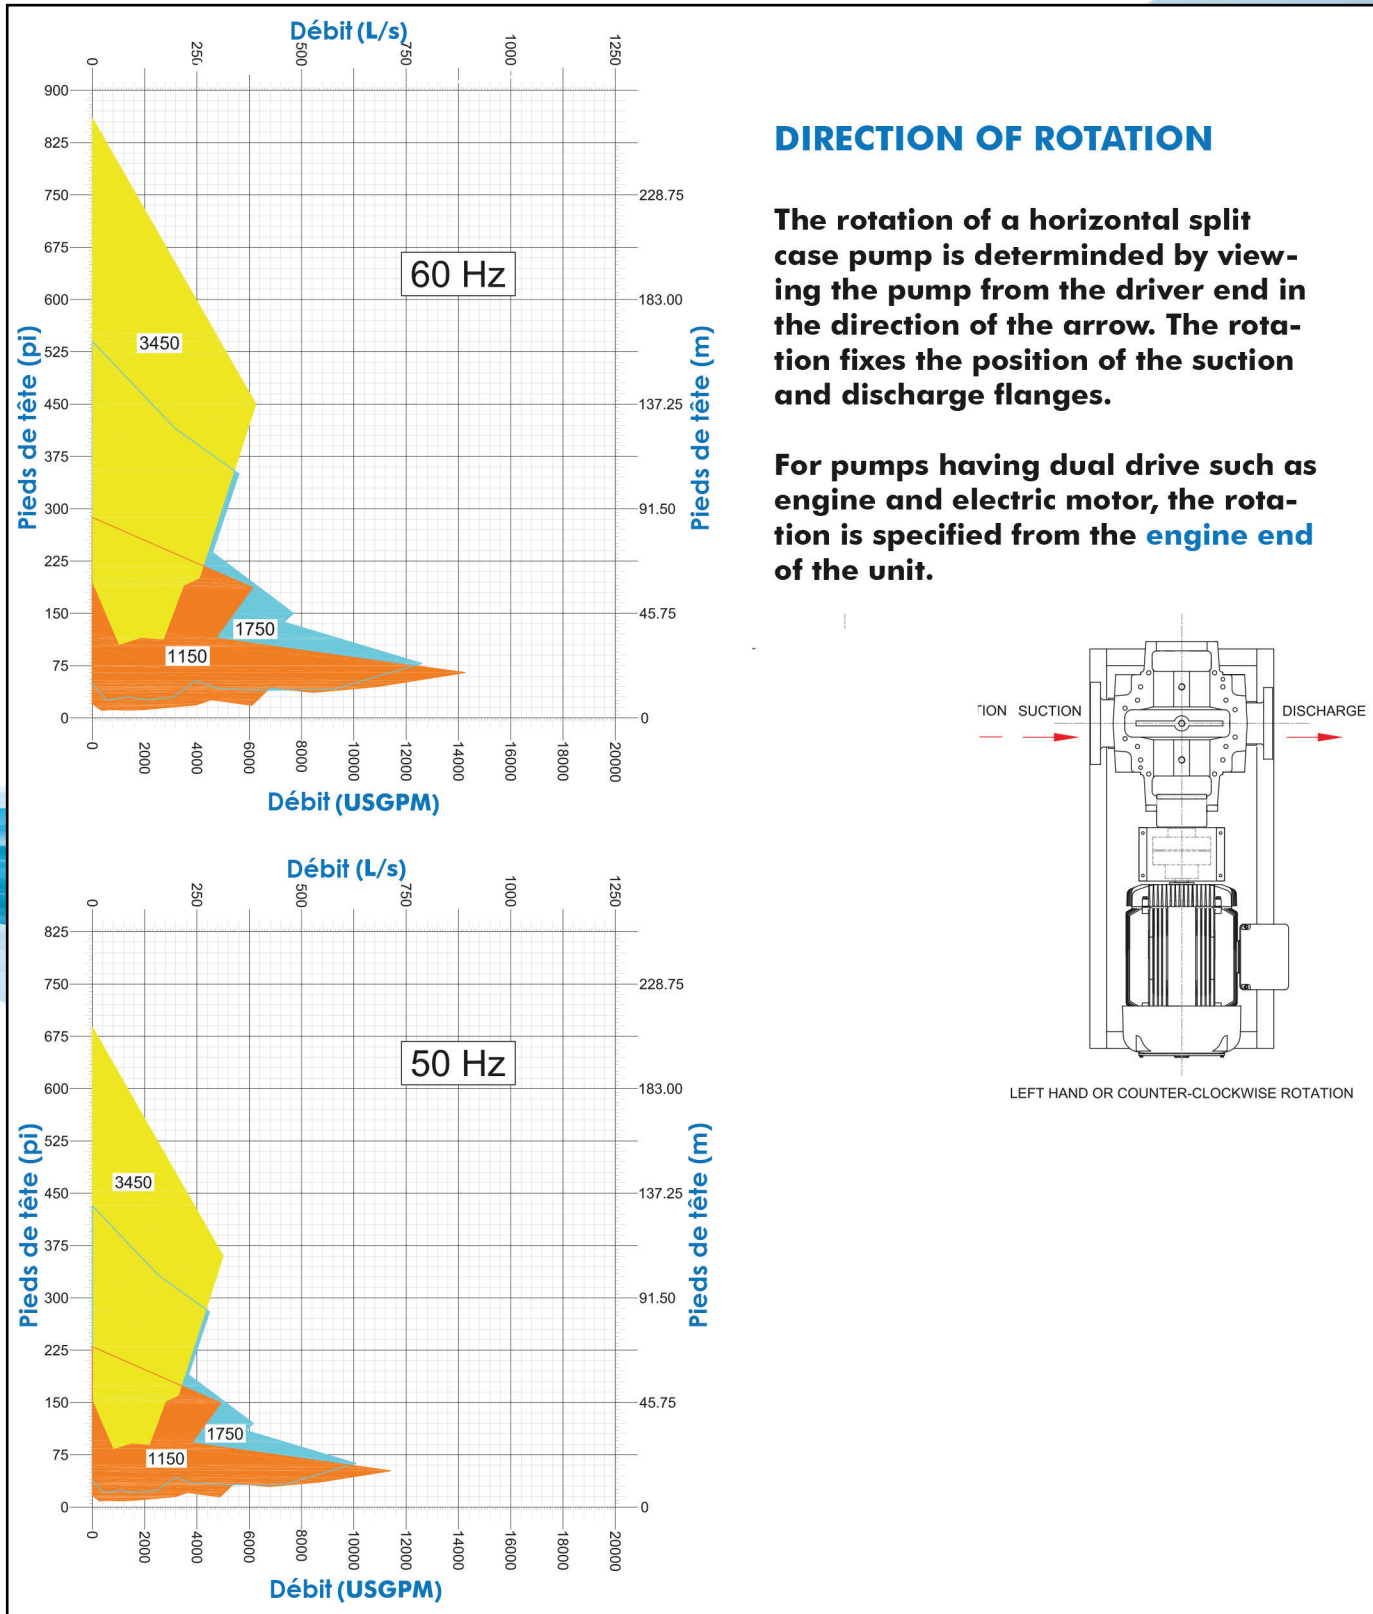 Débit (L/s)
0 250 500 750 1000 1250
900
825
750 228.75
675
60 Hz
600 183.00
525
3450
450 137.25
375
300 91.50
225
150 45.75
1750
1150
75
0 0
Pieds de tête (pi)
Pieds de tête (m)
0 2000 4000 6000 8000 10000 12000 14000 16000 18000 20000
Débit (USGPM)
Débit (L/s)
0 250 500 750 1000 1250
825
750 228.75
675
50 Hz
600 183.00
525
3450
450 137.25
375
300 91.50
225
150 45.75
1750
1150
75
0 0
Pieds de tête (pi)
Pieds de tête (m)
0 2000 4000 6000 8000 10000 12000 14000 16000 18000 20000
Débit (USGPM)
DIRECTION OF ROTATION
The rotation of a horizontal split
case pump is determinded by view-
ing the pump from the driver end in
the direction of the arrow. The rota-
tion fixes the position of the suction
and discharge flanges.
For pumps having dual drive such as
engine and electric motor, the rota-
tion is specified from the engine end
of the unit.
TION SUCTION DISCHARGE
LEFT HAND OR COUNTER-CLOCKWISE ROTATION